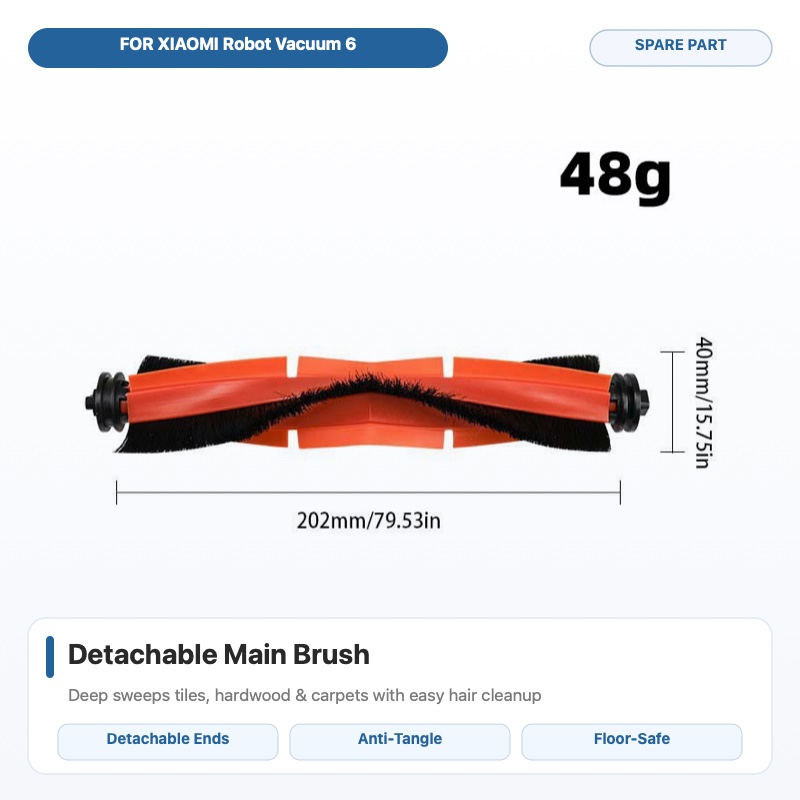 FOR XIAOMI Robot Vacuum 6
SPARE PART
48g
40mm/15.75in
202mm/79.53in
Detachable Main Brush
Deep sweeps tiles, hardwood & carpets with easy hair cleanup
Detachable Ends
Anti-Tangle
Floor-Safe